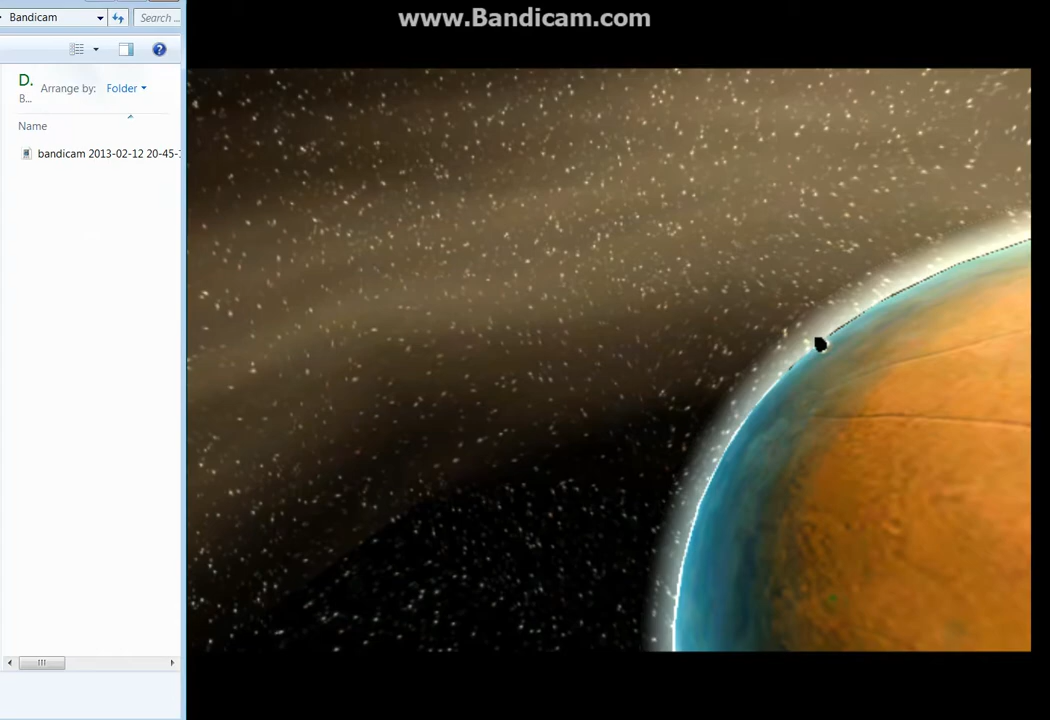 www.Bandicam.com
Bandicam
Search ...
D.
B...
Arrange by: Folder
Name
bandicam 2013-02-12 20-45-